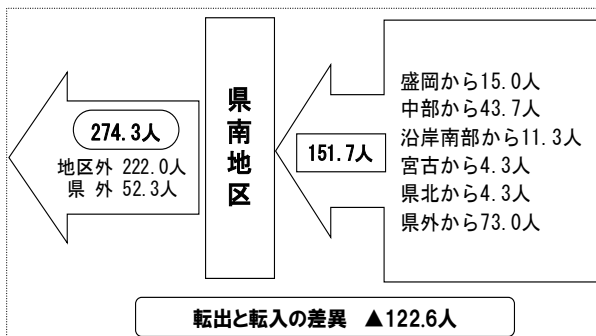 274.3人
地区外 222.0人
県 外 52.3人
県南地区
151.7人
盛岡から15.0人
中部から43.7人
沿岸南部から11.3人
宮古から4.3人
県北から4.3人
県外から73.0人
転出と転入の差異 ▲122.6人